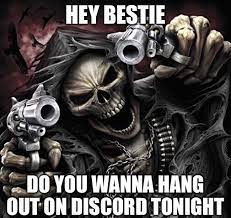 HEY BESTIE
DO YOU WANNA HANG
OUT ON DISCORD TONIGHT